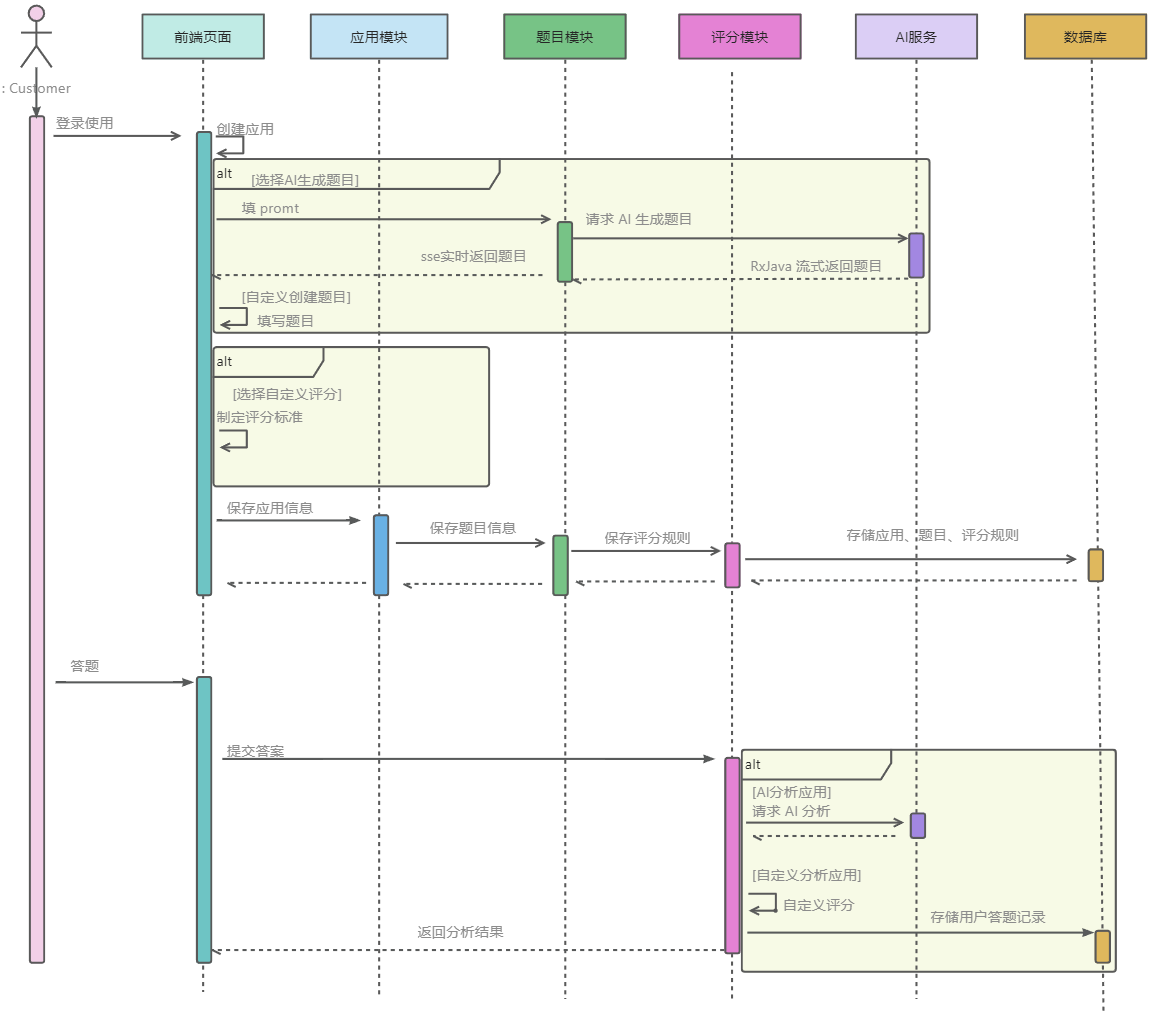 前端页面
应用模块
题目模块
评分模块
AI服务
数据库
: Customer
登录使用
创建应用
alt
[选择AI生成题目]
填 promt
请求 AI 生成题目
sse实时返回题目
RxJava 流式返回题目
[自定义创建题目]
填写题目
alt
[选择自定义评分]
制定评分标准
保存应用信息
保存题目信息
保存评分规则
存储应用、题目、评分规则
答题
提交答案
alt
[AI分析应用]
请求 AI 分析
[自定义分析应用]
自定义评分
存储用户答题记录
返回分析结果